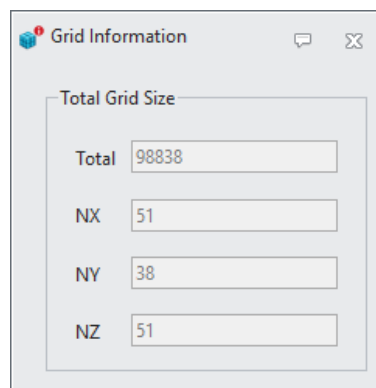 Grid Information
Total Grid Size
Total 98838
NX 51
NY 38
NZ 51